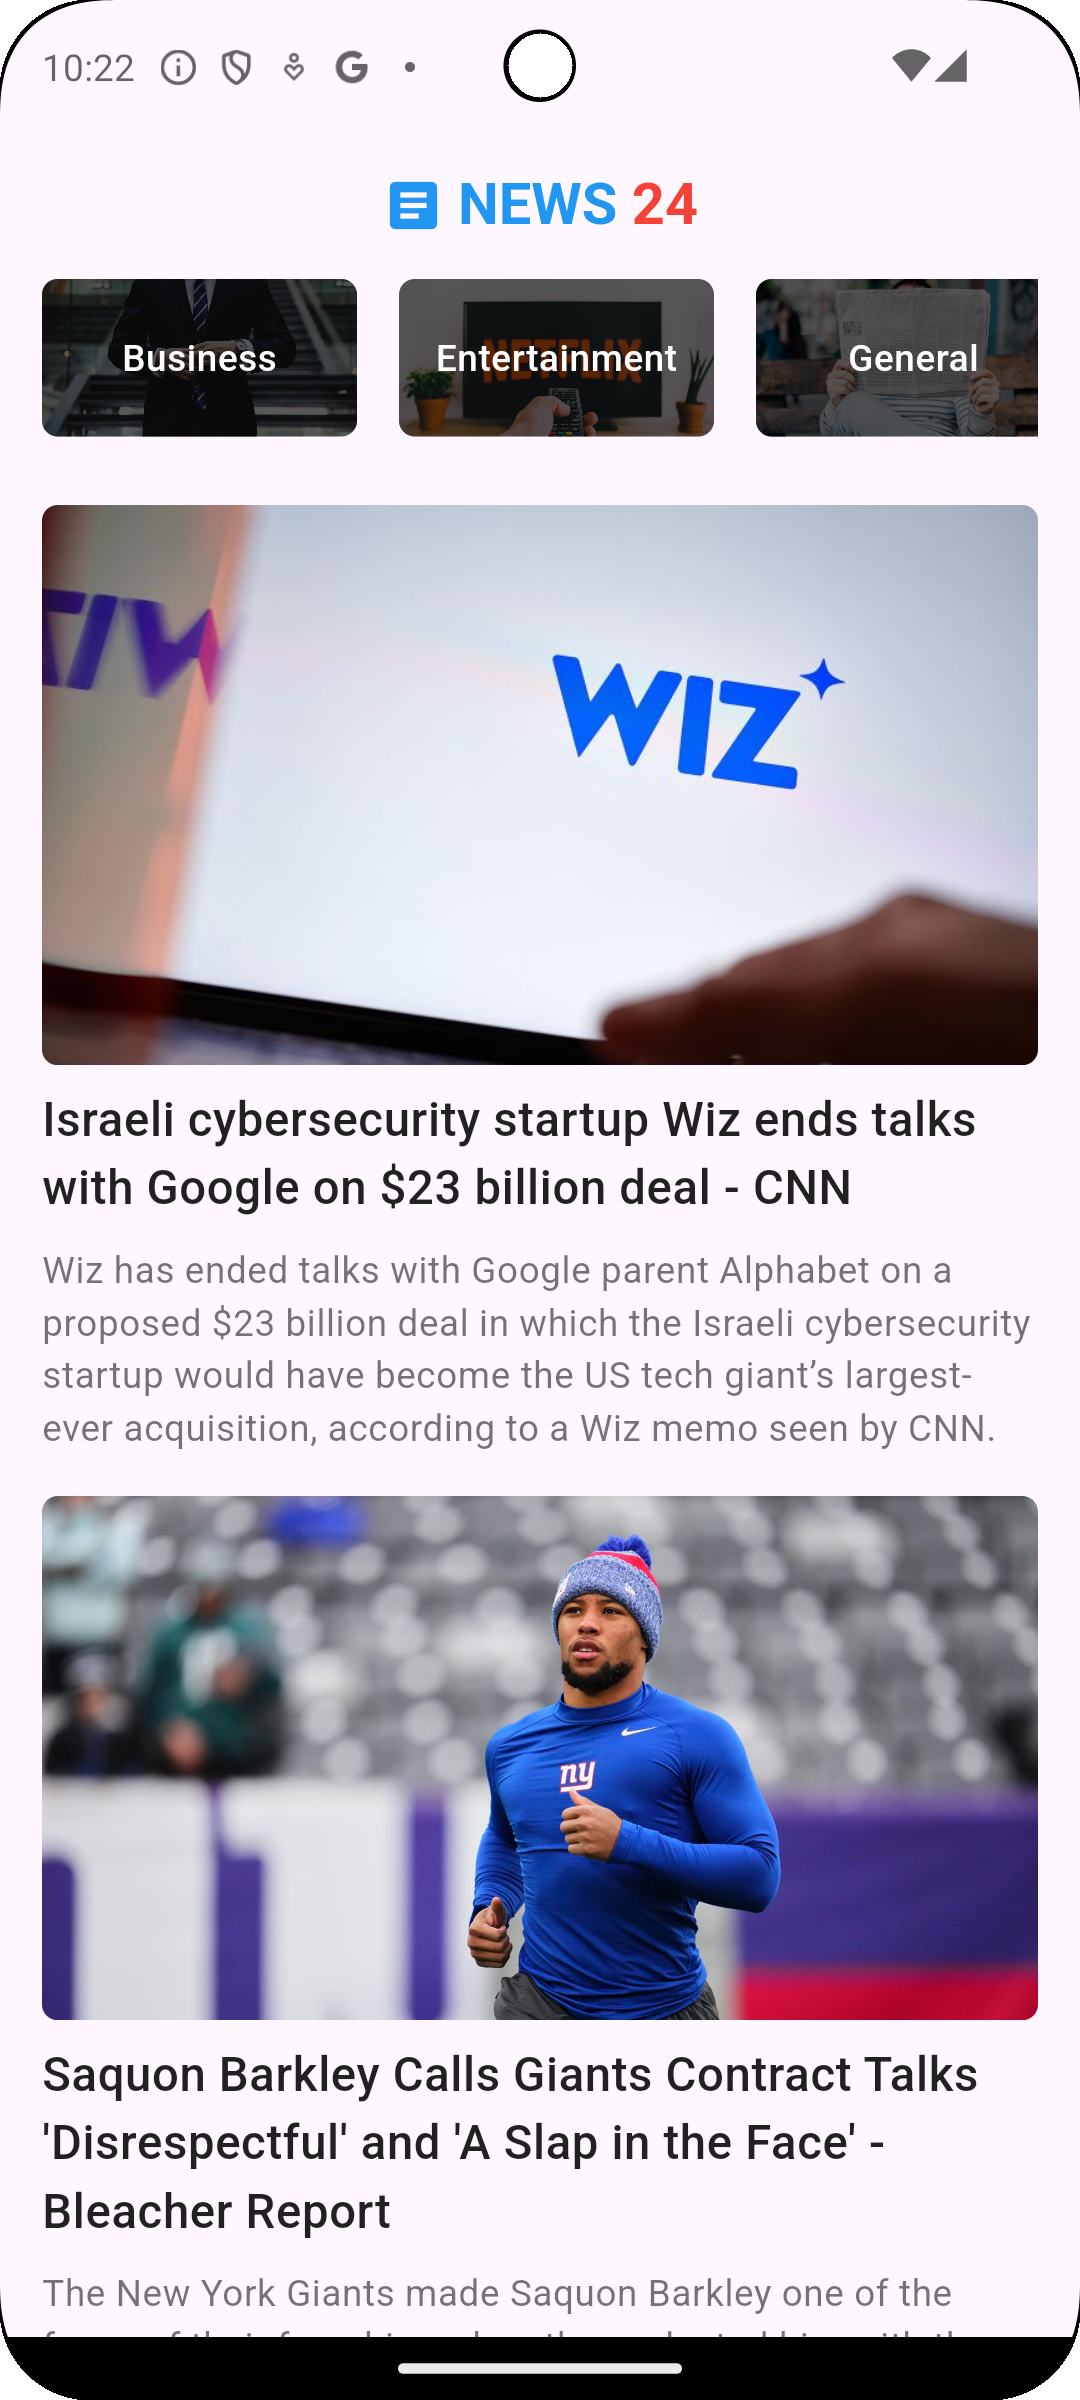 10:22
NEWS 24
Business
Entertainment
NETFLIX
General
WIZ
WIZ
Israeli cybersecurity startup Wiz ends talks
with Google on $23 billion deal - CNN
Wiz has ended talks with Google parent Alphabet on a
proposed $23 billion deal in which the Israeli cybersecurity
startup would have become the US tech giant’s largest-
ever acquisition, according to a Wiz memo seen by CNN.
ny
Saquon Barkley Calls Giants Contract Talks
'Disrespectful' and 'A Slap in the Face' -
Bleacher Report
The New York Giants made Saquon Barkley one of the